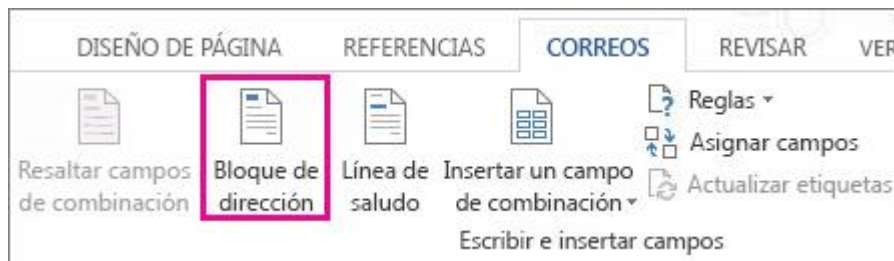 DISEÑO DE PÁGINA REFERENCIAS CORREOS REVISAR VER
Resaltar campos de combinación
Bloque de dirección
Línea de saludo
Insertar un campo de combinación
Reglas
Asignar campos
Actualizar etiquetas
Escribir e insertar campos